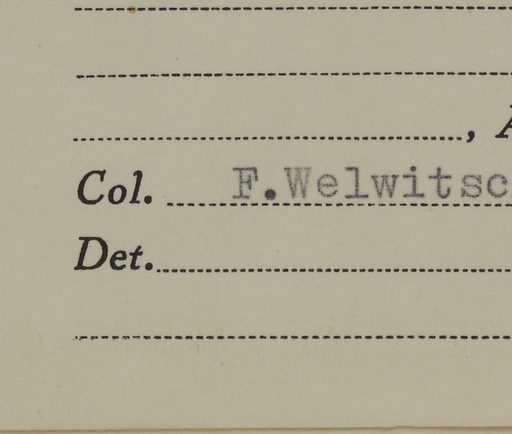 , A
Col. F.Welwitsc
Det.